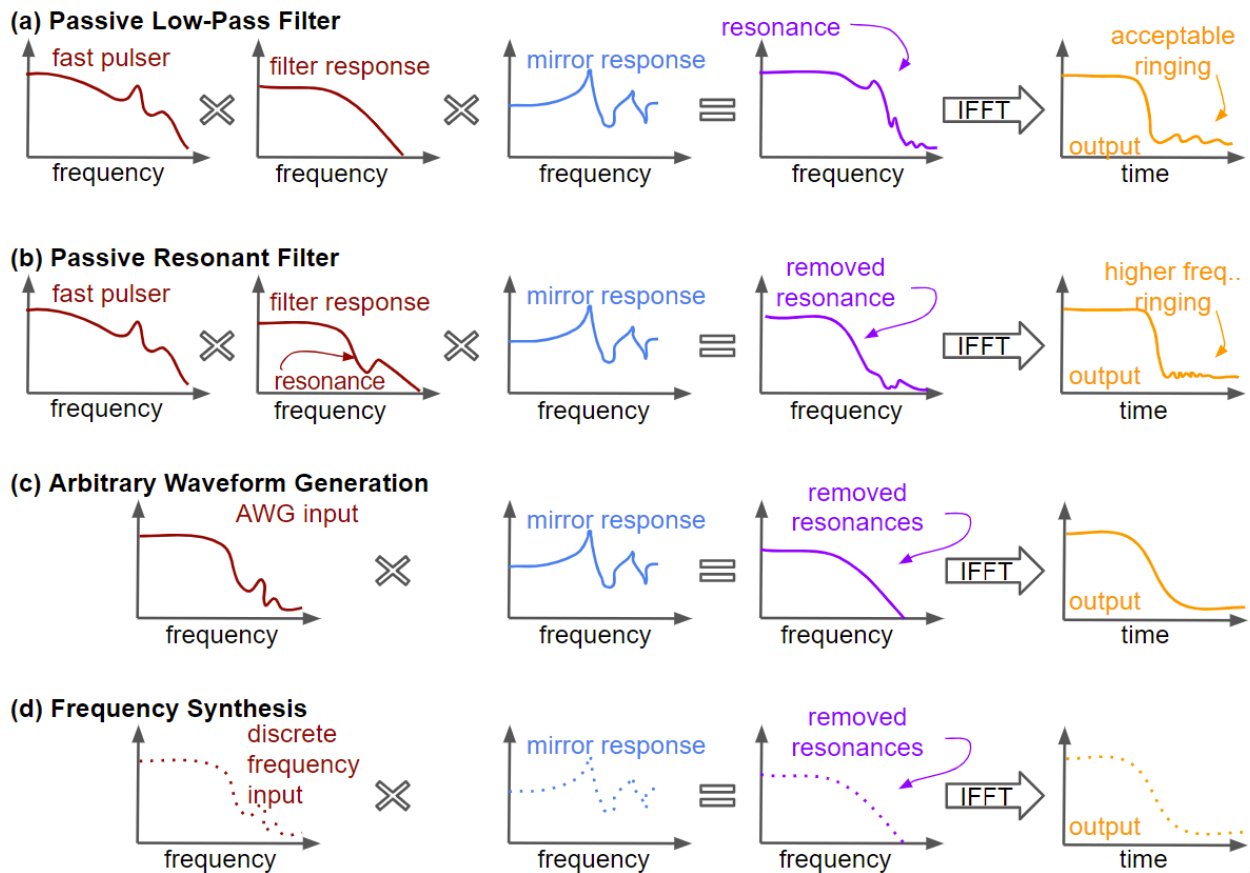 (a) Passive Low-Pass Filter
fast pulser
frequency
filter response
frequency
mirror response
frequency
resonance
frequency
IFFT
acceptable
ringing
output
time
(b) Passive Resonant Filter
fast pulser
frequency
filter response
resonance
frequency
mirror response
frequency
removed
resonance
frequency
IFFT
higher freq..
ringing
output
time
(c) Arbitrary Waveform Generation
AWG input
frequency
mirror response
frequency
removed
resonances
frequency
IFFT
output
time
(d) Frequency Synthesis
discrete
frequency
input
frequency
mirror response
frequency
removed
resonances
frequency
IFFT
output
time